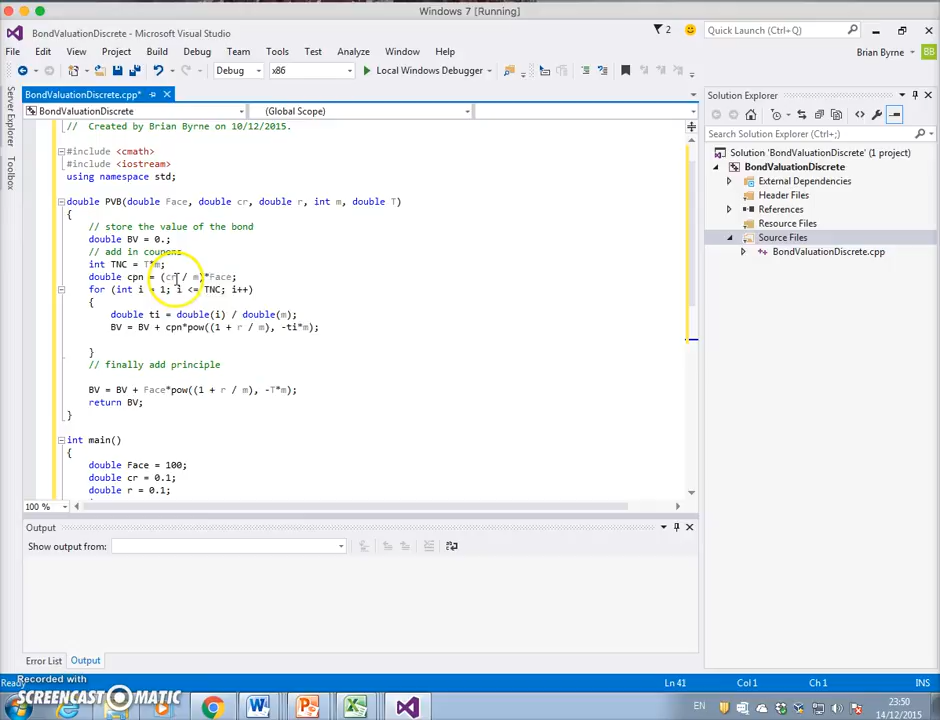 Windows 7 [Running]
BondValuationDiscrete - Microsoft Visual Studio
2
Quick Launch (Ctrl+Q)
File Edit View Project Build Debug Team Tools Test Analyze Window Help
Brian Byrne BB
Debug x86 Local Windows Debugger
Server Explorer
Toolbox
BondValuationDiscrete.cpp*
BondValuationDiscrete (Global Scope)
// Created by Brian Byrne on 10/12/2015.
#include <cmath>
#include <iostream>
using namespace std;
double PVB(double Face, double cr, double r, int m, double T)
{
// store the value of the bond
double BV = 0.;
// add in coupons
int TNC = T*m;
double cpn = (cr / m)*Face;
for (int i = 1; i <= TNC; i++)
{
double ti = double(i) / double(m);
BV = BV + cpn*pow((1 + r / m), -ti*m);
}
// finally add principle
BV = BV + Face*pow((1 + r / m), -T*m);
return BV;
}
int main()
{
double Face = 100;
double cr = 0.1;
double r = 0.1;
100 %
Solution Explorer
Search Solution Explorer (Ctrl+;)
Solution 'BondValuationDiscrete' (1 project)
BondValuationDiscrete
External Dependencies
Header Files
References
Resource Files
Source Files
BondValuationDiscrete.cpp
Output
Show output from:
Error List Output
Ready Ln 41 Col 1 Ch 1 INS
Recorded with
SCREENCAST-O-MATIC
EN
23:50
14/12/2015